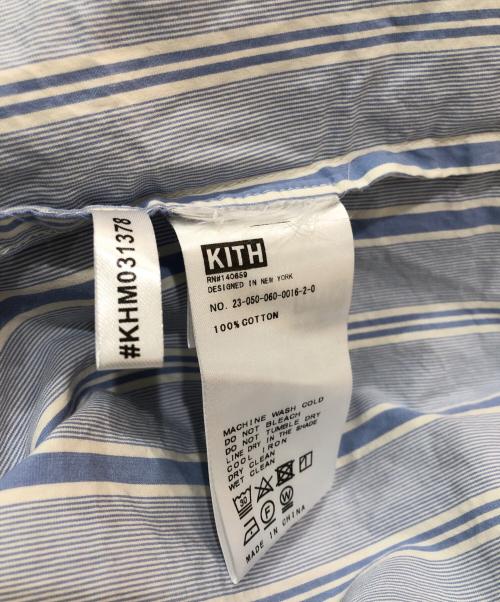 #KHM031378
KITH
RN#140659
DESIGNED IN NEW YORK
NO. 23-050-060-0016-2-0
100% COTTON
MACHINE WASH COLD
DO NOT BLEACH
DO NOT TUMBLE DRY
LINE DRY IN THE SHADE
COOL IRON
DRY CLEAN
WET CLEAN
30
F W
MADE IN CHINA